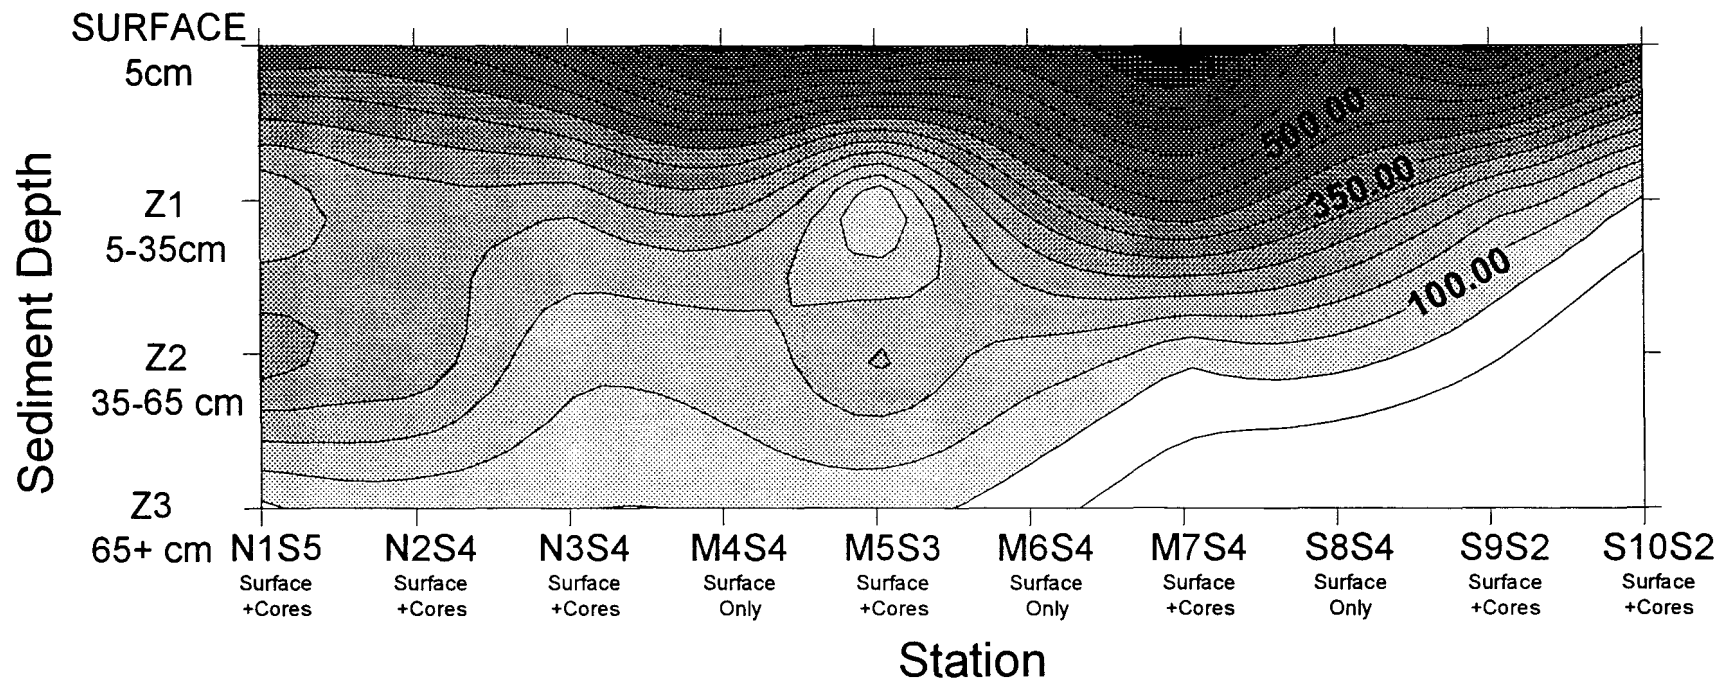 SURFACE
5cm
Z1
5-35cm
Z2
35-65 cm
Z3
65+ cm
Sediment Depth
500.00
350.00
100.00
N1S5 N2S4 N3S4 M4S4 M5S3 M6S4 M7S4 S8S4 S9S2 S10S2
Surface Surface Surface Surface Surface Surface Surface Surface Surface Surface
+Cores +Cores +Cores Only +Cores Only +Cores Only +Cores +Cores
Station